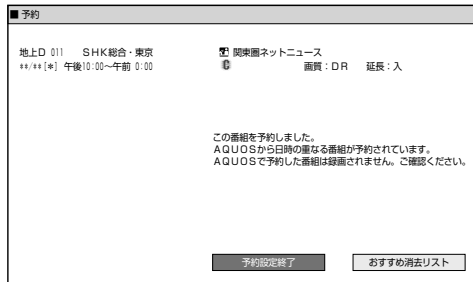 ■ 予約
地上D 011 SHK総合・東京
関東圏ネットニュース
**/**[*] 午後10:00〜午前 0:00
画質：DR 延長：入
この番組を予約しました。
AQUOSから日時の重なる番組が予約されています。
AQUOSで予約した番組は録画されません。ご確認ください。
予約設定終了
おすすめ消去リスト